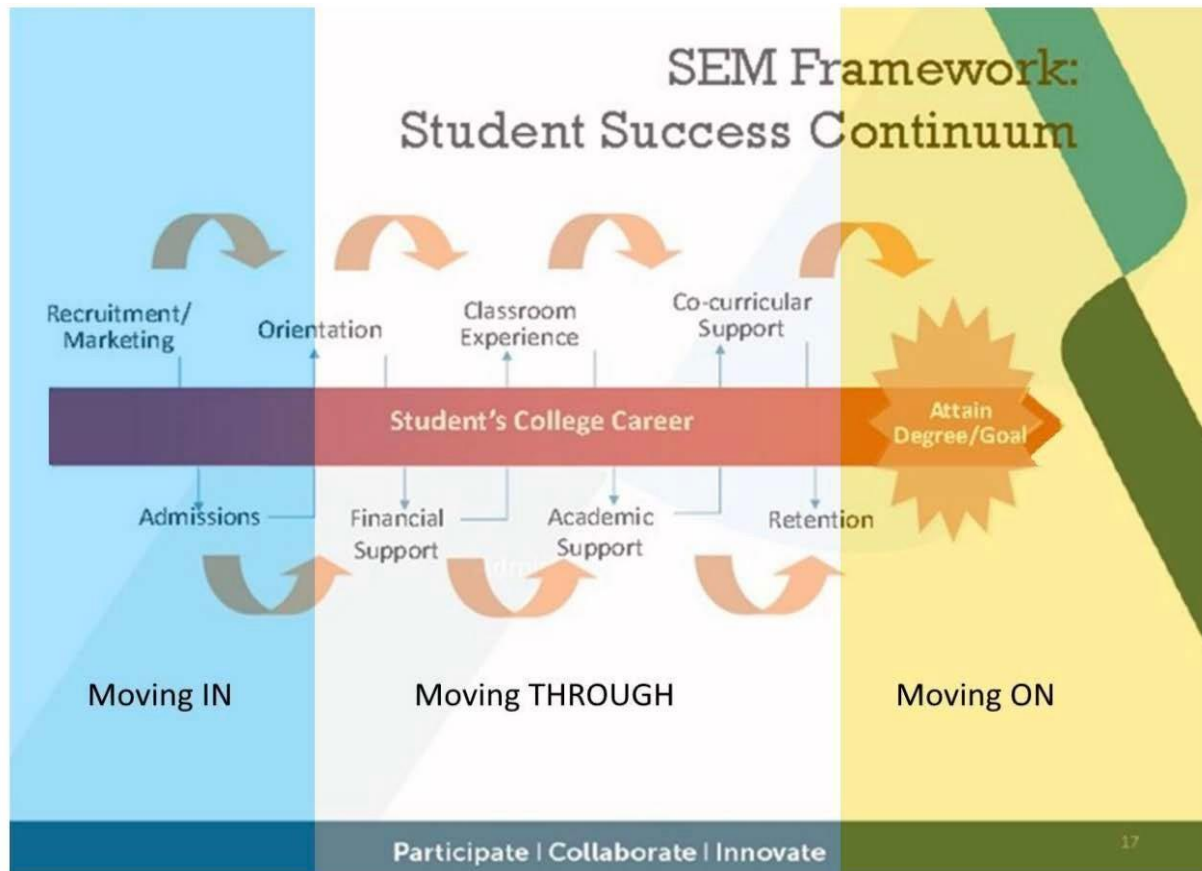 SEM Framework:
Student Success Continuum
Recruitment/
Marketing
Orientation
Classroom
Experience
Co-curricular
Support
Student's College Career
Attain
Degree/Goal
Admissions
Financial
Support
Academic
Support
Retention
Moving IN
Moving THROUGH
Moving ON
Participate | Collaborate | Innovate
17